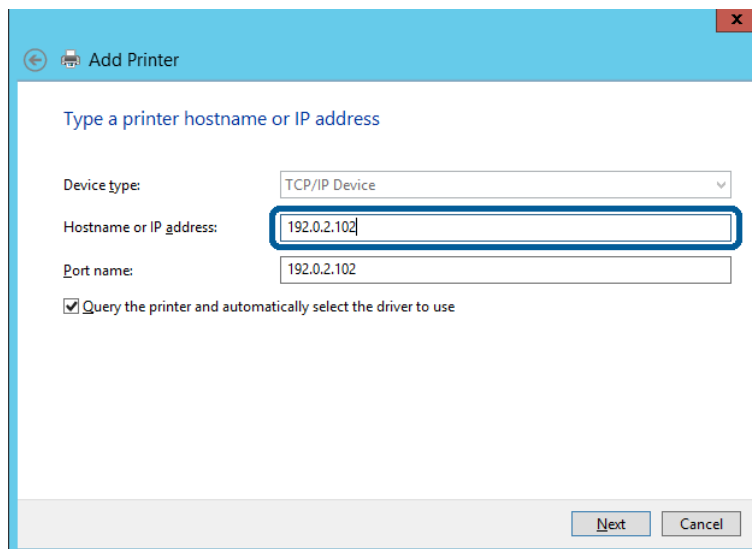 x
Add Printer
Type a printer hostname or IP address
Device type: TCP/IP Device
Hostname or IP address: 192.0.2.102
Port name: 192.0.2.102
Query the printer and automatically select the driver to use
Next Cancel